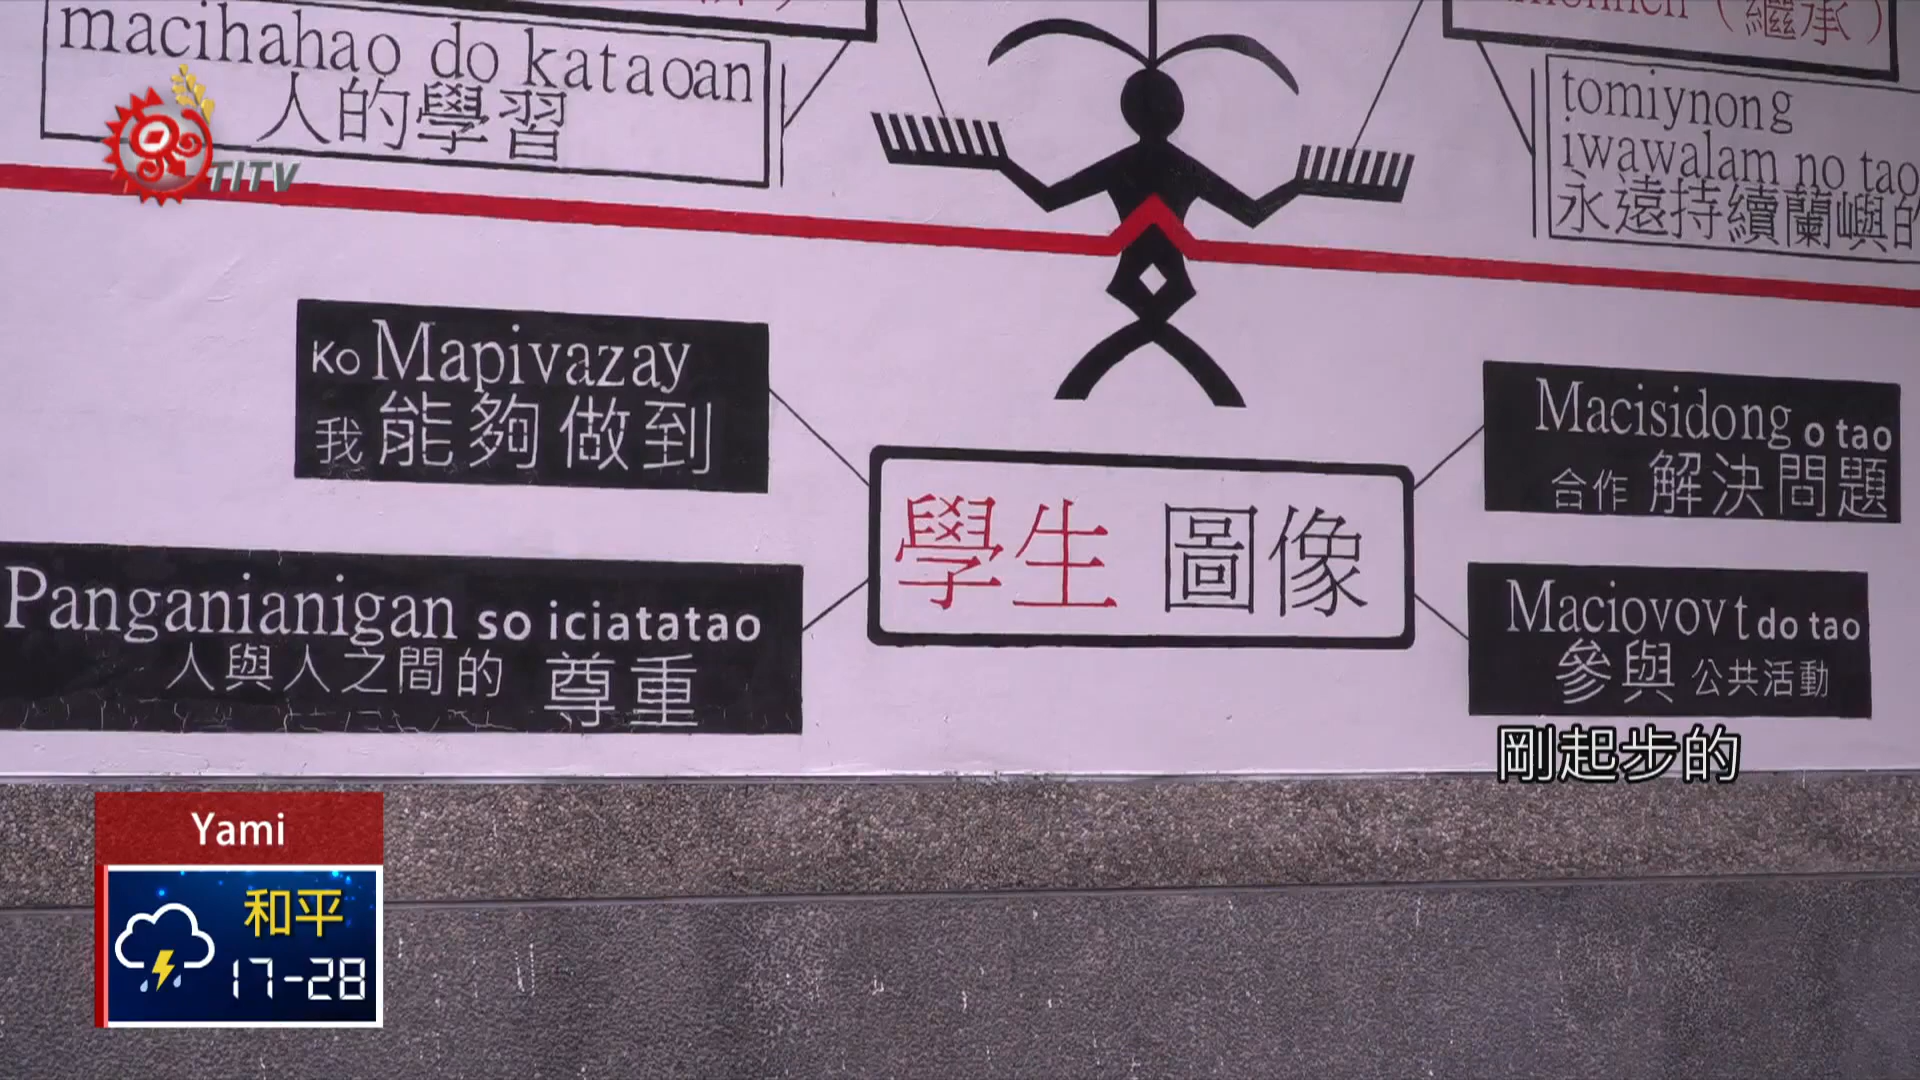 macihahao do kataoan
人的學習
(繼承)
tomiynong
iwawalam no tao
永遠持續蘭嶼的
TITV
Ko Mapivazay
我 能夠做到
Macisidong o tao
合作 解決問題
學生 圖像
Panganianigan so iciatatao
人與人之間的 尊重
Maciovovt do tao
參與 公共活動
剛起步的
Yami
和平
17-28